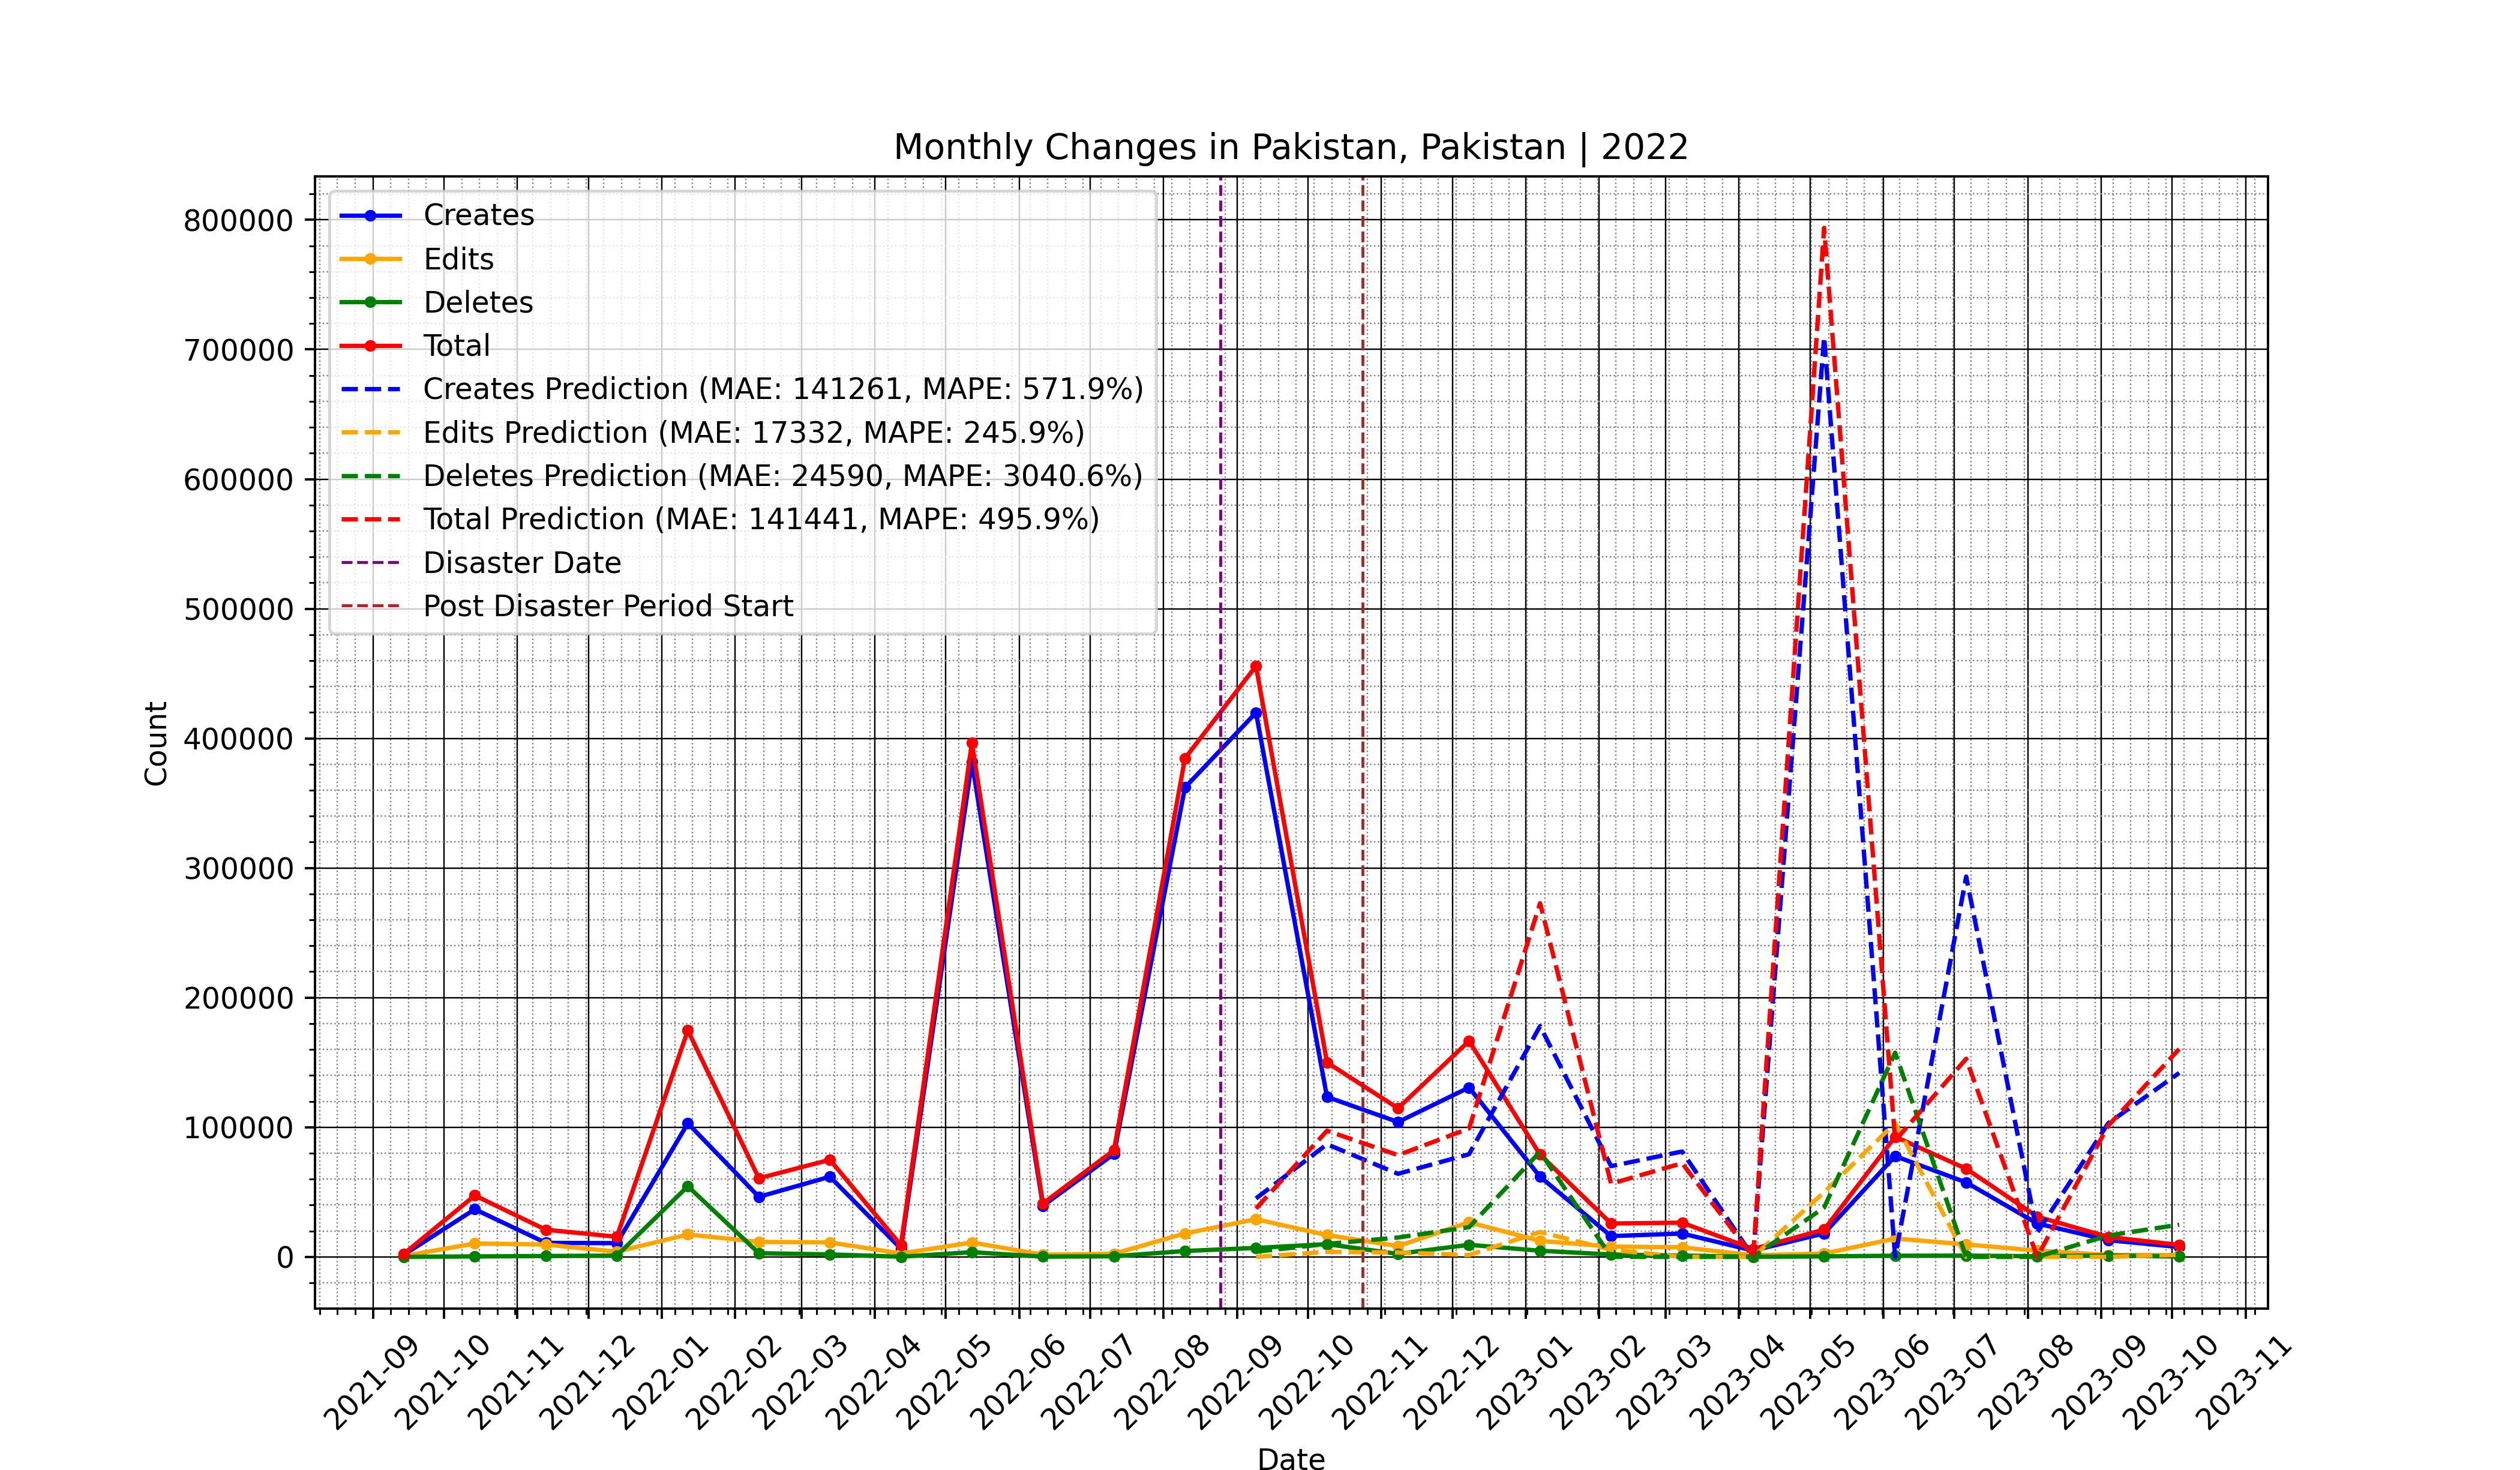 Monthly Changes in Pakistan, Pakistan | 2022
Creates
Edits
Deletes
Total
Creates Prediction (MAE: 141261, MAPE: 571.9%)
Edits Prediction (MAE: 17332, MAPE: 245.9%)
Deletes Prediction (MAE: 24590, MAPE: 3040.6%)
Total Prediction (MAE: 141441, MAPE: 495.9%)
Disaster Date
Post Disaster Period Start
Count
800000
700000
600000
500000
400000
300000
200000
100000
0
2021-09
2021-10
2021-11
2021-12
2022-01
2022-02
2022-03
2022-04
2022-05
2022-06
2022-07
2022-08
2022-09
2022-10
2022-11
2022-12
2023-01
2023-02
2023-03
2023-04
2023-05
2023-06
2023-07
2023-08
2023-09
2023-10
2023-11
Date